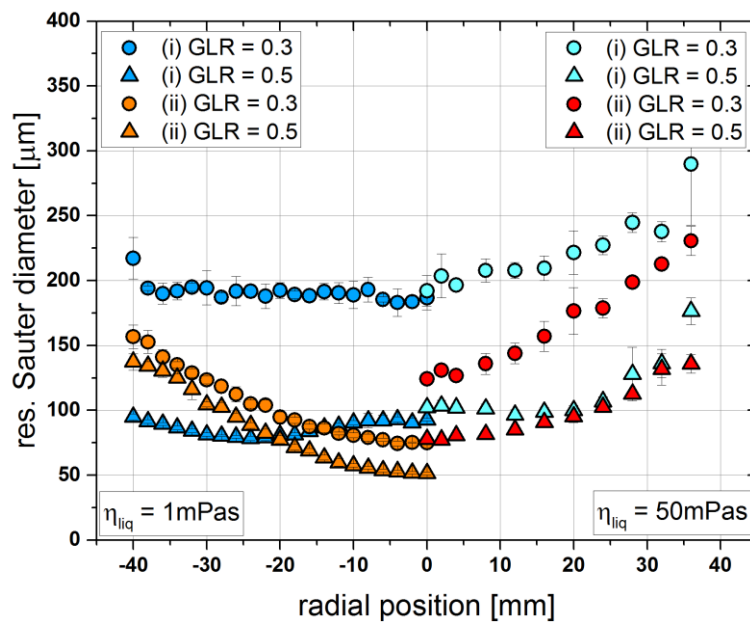 400
350
300
250
200
150
100
50
0
res. Sauter diameter [µm]
(i) GLR = 0.3
(i) GLR = 0.5
(ii) GLR = 0.3
(ii) GLR = 0.5
(i) GLR = 0.3
(i) GLR = 0.5
(ii) GLR = 0.3
(ii) GLR = 0.5
ηliq = 1mPas
ηliq = 50mPas
-40 -30 -20 -10 0 10 20 30 40
radial position [mm]